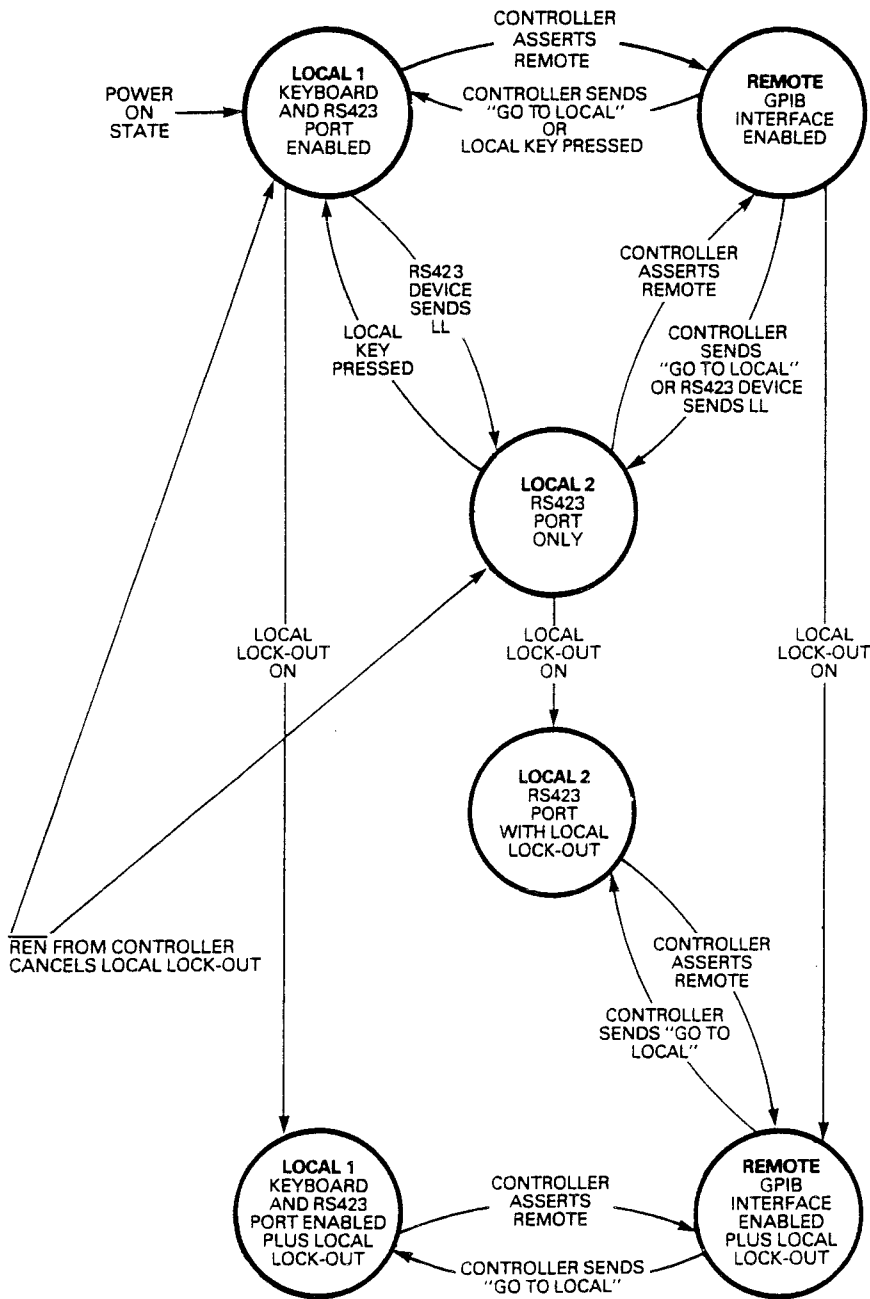 CONTROLLER
ASSERTS
REMOTE
POWER
ON
STATE
LOCAL 1
KEYBOARD
AND RS423
PORT
ENABLED
CONTROLLER SENDS
"GO TO LOCAL"
OR
LOCAL KEY PRESSED
REMOTE
GPIB
INTERFACE
ENABLED
RS423
DEVICE
SENDS
LL
LOCAL
KEY
PRESSED
CONTROLLER
ASSERTS
REMOTE
CONTROLLER
SENDS
"GO TO LOCAL"
OR RS423 DEVICE
SENDS LL
LOCAL 2
RS423
PORT
ONLY
LOCAL
LOCK-OUT
ON
LOCAL
LOCK-OUT
ON
LOCAL
LOCK-OUT
ON
LOCAL 2
RS423
PORT
WITH LOCAL
LOCK-OUT
REN FROM CONTROLLER
CANCELS LOCAL LOCK-OUT
CONTROLLER
ASSERTS
REMOTE
CONTROLLER
SENDS "GO TO
LOCAL"
LOCAL 1
KEYBOARD
AND RS423
PORT ENABLED
PLUS LOCAL
LOCK-OUT
CONTROLLER
ASSERTS
REMOTE
CONTROLLER SENDS
"GO TO LOCAL"
REMOTE
GPIB
INTERFACE
ENABLED
PLUS LOCAL
LOCK-OUT